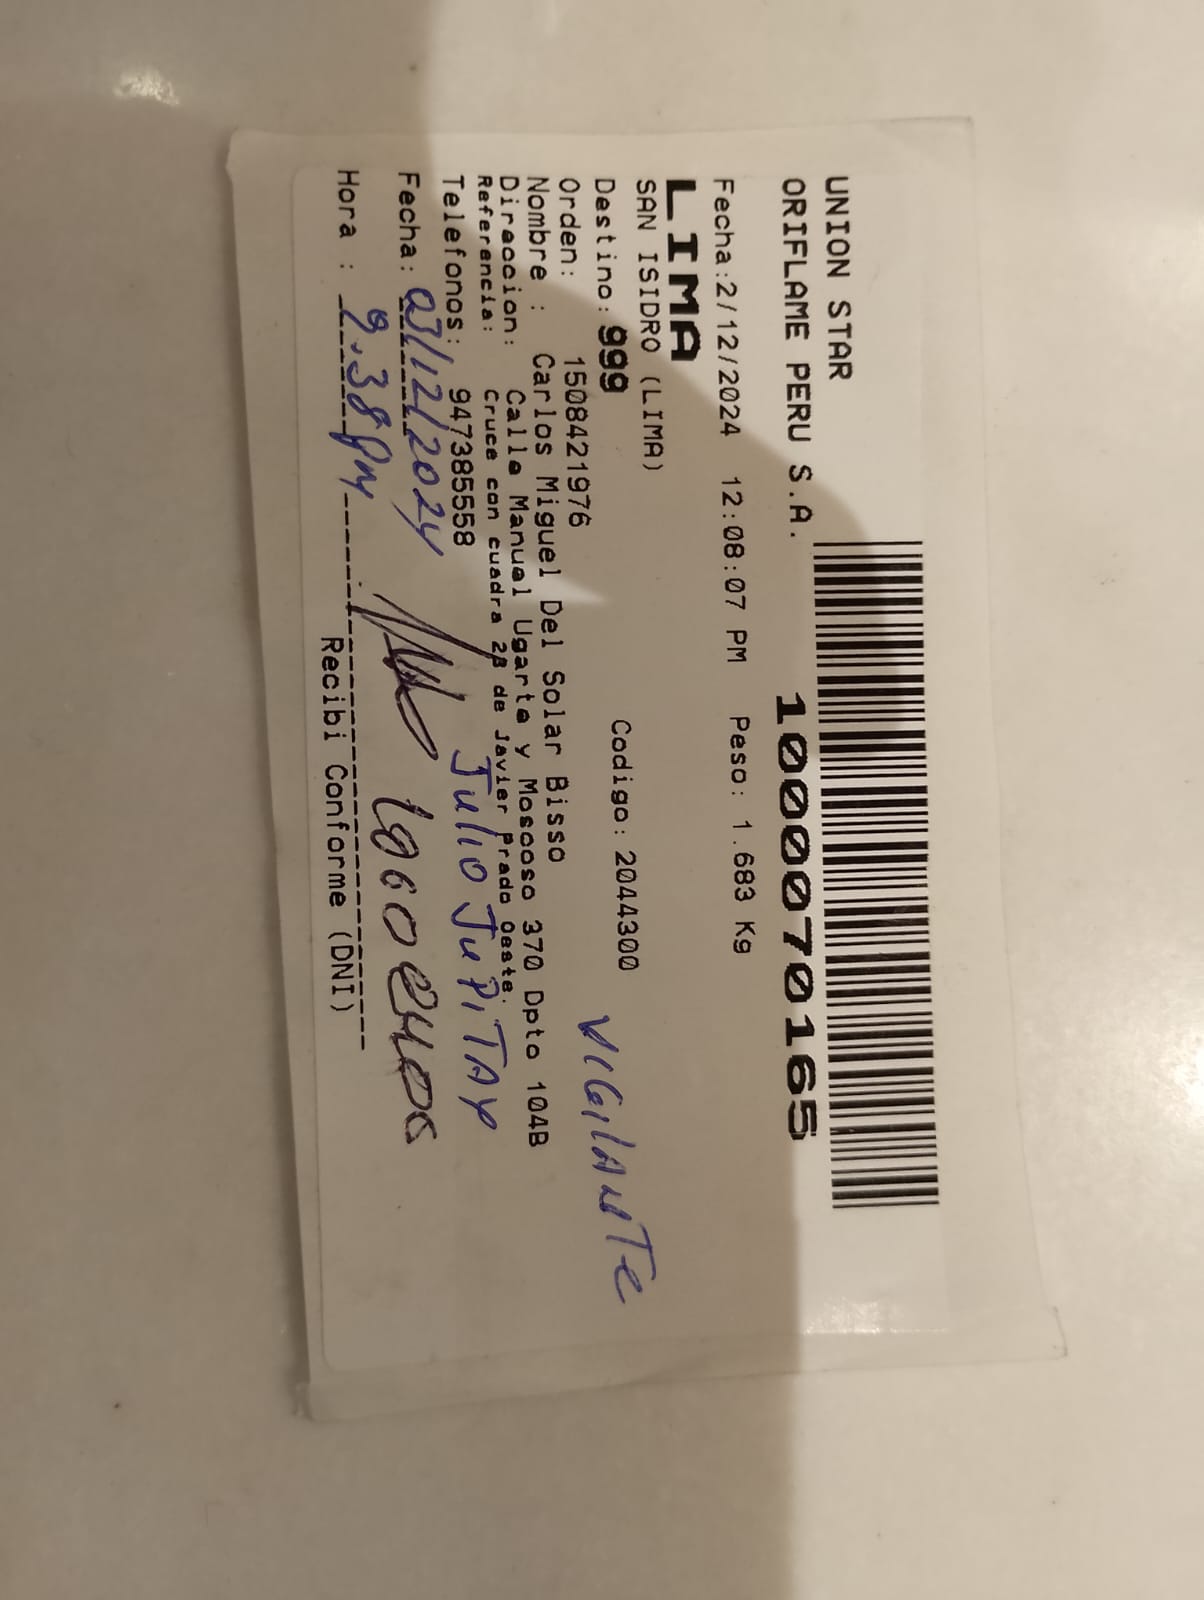 UNION STAR
ORIFLAME PERU S.A. 1000070165
Fecha:2/12/2024 12:08:07 PM Peso: 1.683 Kg
LIMA
SAN ISIDRO (LIMA)
Destino: 999 Codigo: 2044300
VIGILANTE
Orden: 1508421976
Nombre : Carlos Miguel Del Solar Bisso
Direccion: Calle Manual Ugarte y Moscoso 370 Dpto 104B
Referencia: Cruce con cuadra 28 de Javier Prado Oeste.
Telefonos: 947385558
JULIO JUPITAY
Fecha: 03/12/2024
Hora : 9.38 pm
Recibi Conforme (DNI)